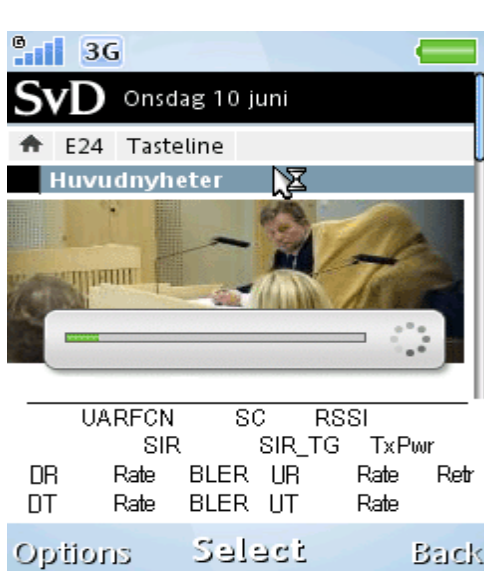 G 3G
SvD Onsdag 10 juni
E24 Tasteline
Huvudnyheter
UARFCN SC RSSI
SIR SIR_TG TxPwr
DR Rate BLER UR Rate Retr
DT Rate BLER UT Rate
Options Select Back